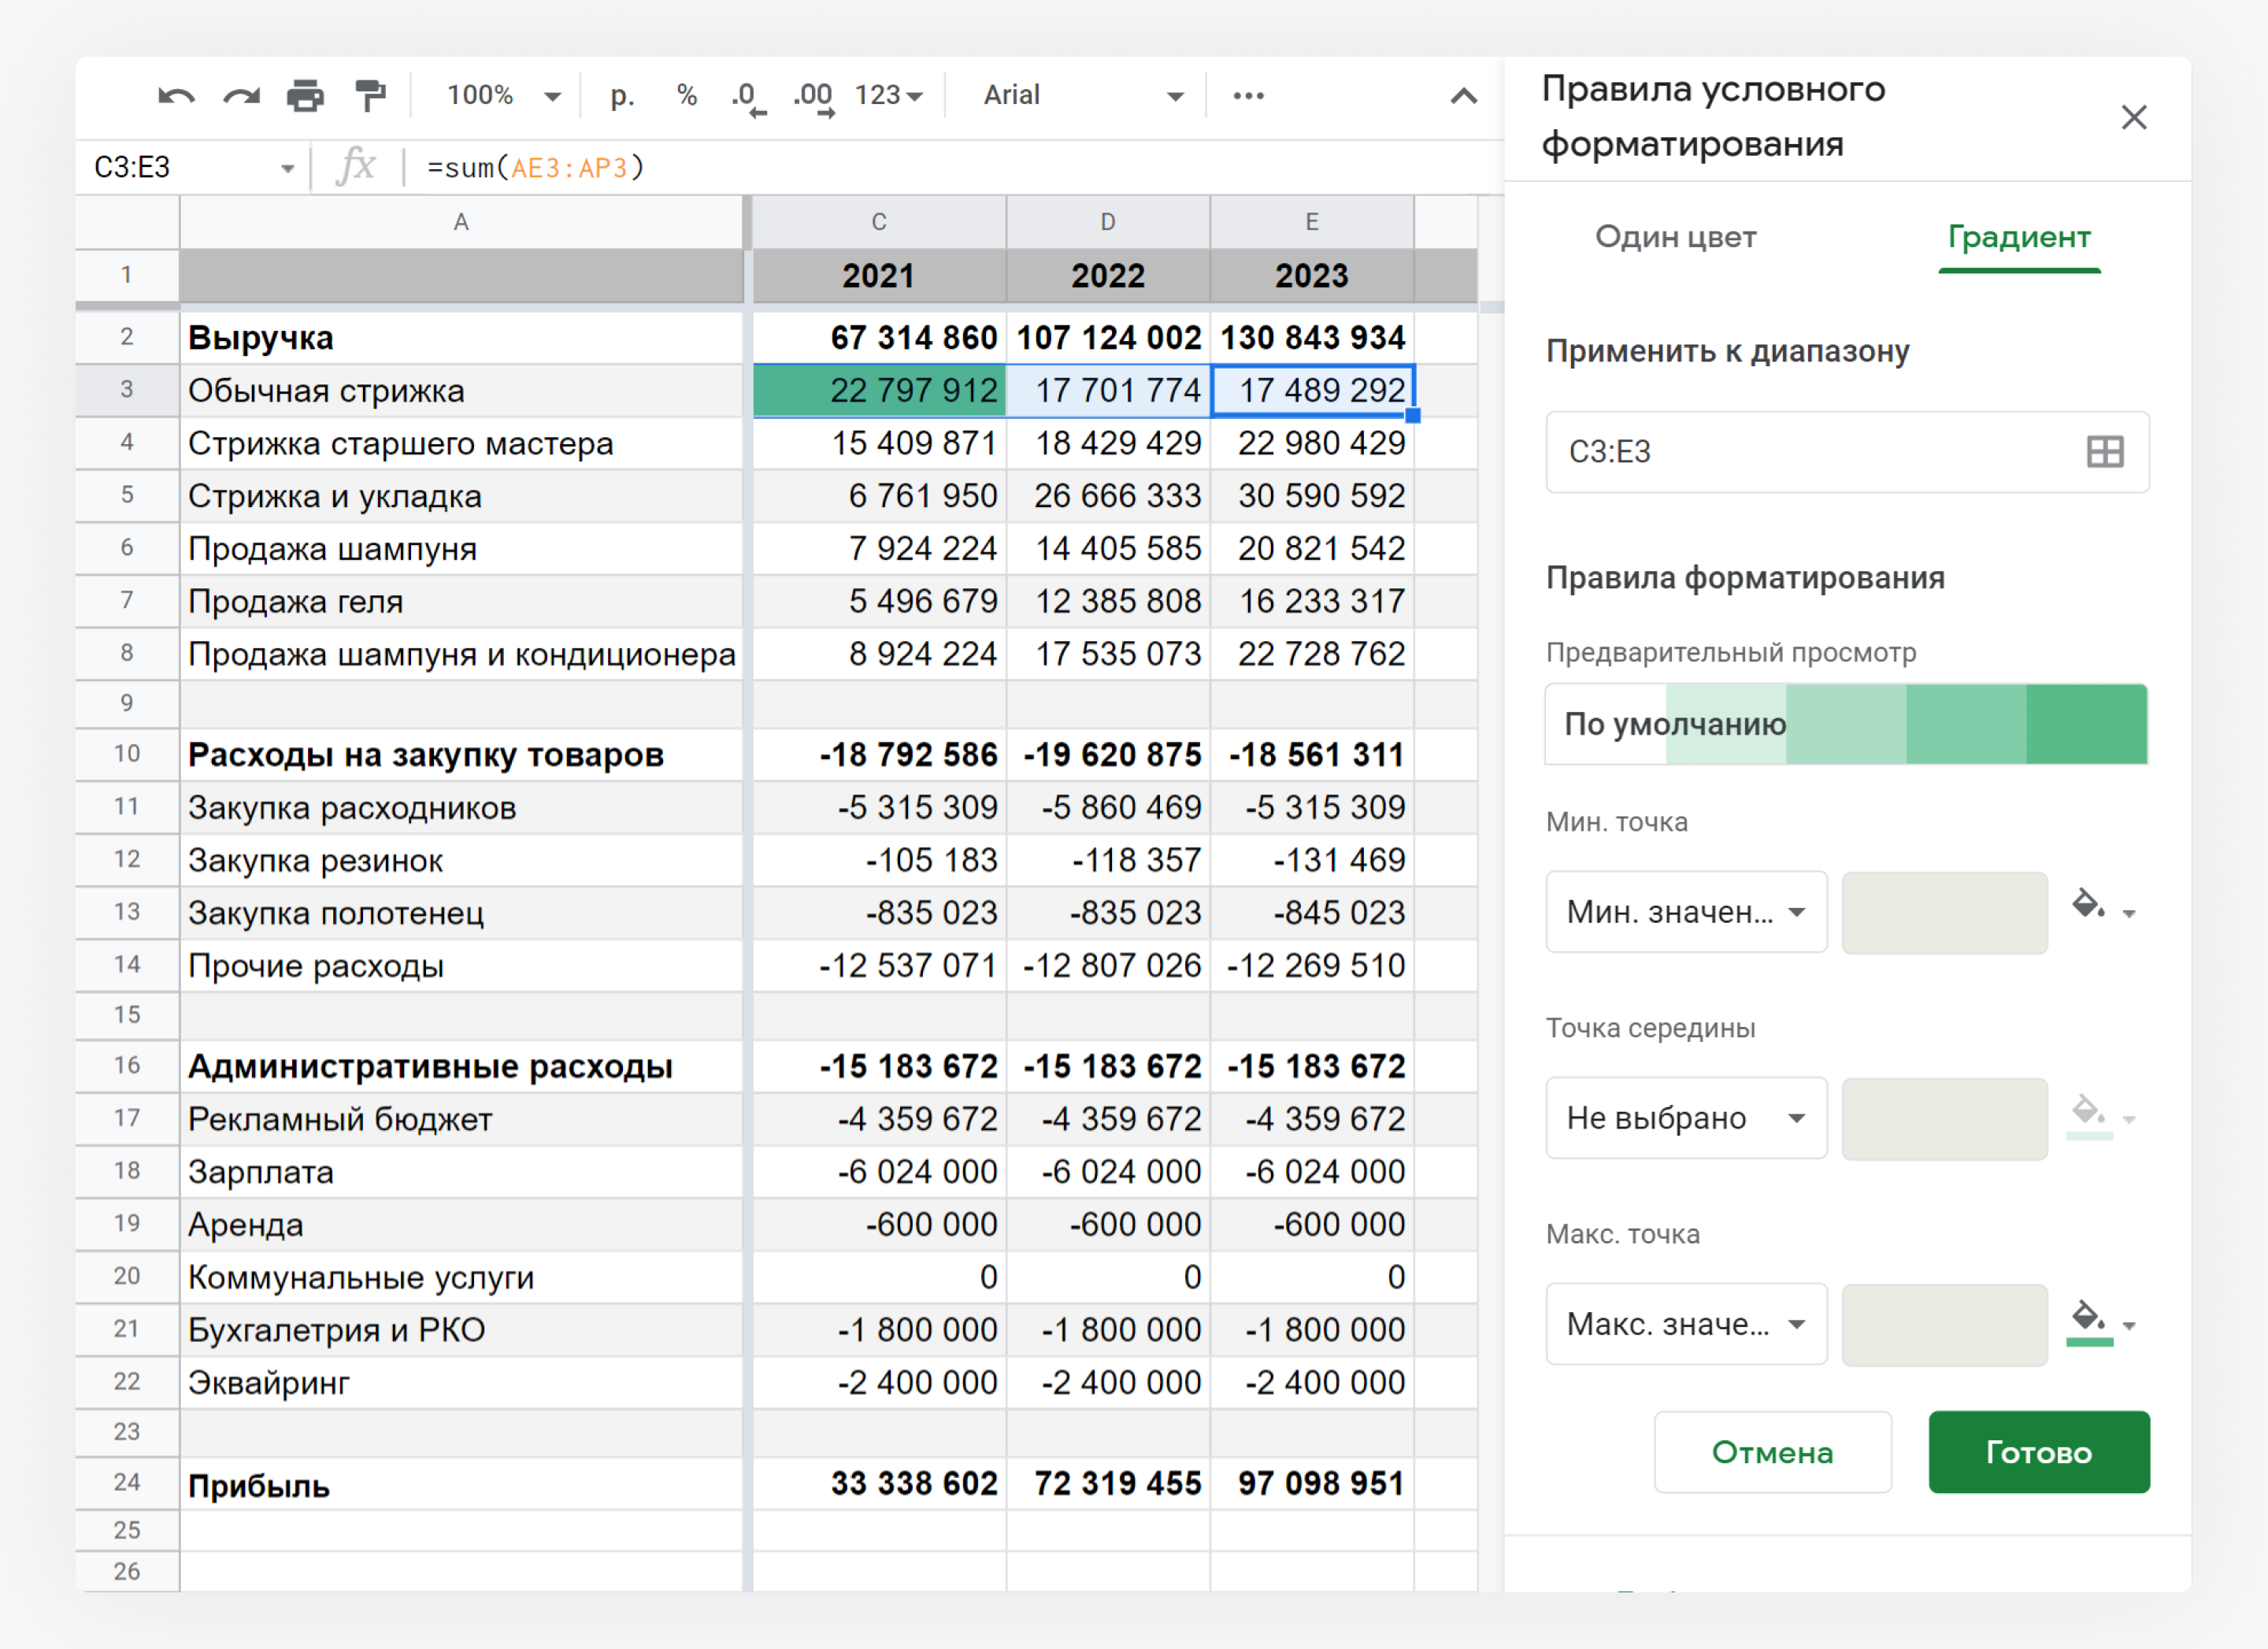 100% р. % .0 .00 123 Arial
C3:E3 fx =sum(AE3:AP3)
A C D E
1 2021 2022 2023
2 Выручка 67 314 860 107 124 002 130 843 934
3 Обычная стрижка 22 797 912 17 701 774 17 489 292
4 Стрижка старшего мастера 15 409 871 18 429 429 22 980 429
5 Стрижка и укладка 6 761 950 26 666 333 30 590 592
6 Продажа шампуня 7 924 224 14 405 585 20 821 542
7 Продажа геля 5 496 679 12 385 808 16 233 317
8 Продажа шампуня и кондиционера 8 924 224 17 535 073 22 728 762
9
10 Расходы на закупку товаров -18 792 586 -19 620 875 -18 561 311
11 Закупка расходников -5 315 309 -5 860 469 -5 315 309
12 Закупка резинок -105 183 -118 357 -131 469
13 Закупка полотенец -835 023 -835 023 -845 023
14 Прочие расходы -12 537 071 -12 807 026 -12 269 510
15
16 Административные расходы -15 183 672 -15 183 672 -15 183 672
17 Рекламный бюджет -4 359 672 -4 359 672 -4 359 672
18 Зарплата -6 024 000 -6 024 000 -6 024 000
19 Аренда -600 000 -600 000 -600 000
20 Коммунальные услуги 0 0 0
21 Бухгалетрия и РКО -1 800 000 -1 800 000 -1 800 000
22 Эквайринг -2 400 000 -2 400 000 -2 400 000
23
24 Прибыль 33 338 602 72 319 455 97 098 951
25
26
Правила условного
форматирования
Один цвет Градиент
Применить к диапазону
C3:E3
Правила форматирования
Предварительный просмотр
По умолчанию
Мин. точка
Мин. значен...
Точка середины
Не выбрано
Макс. точка
Макс. значе...
Отмена Готово